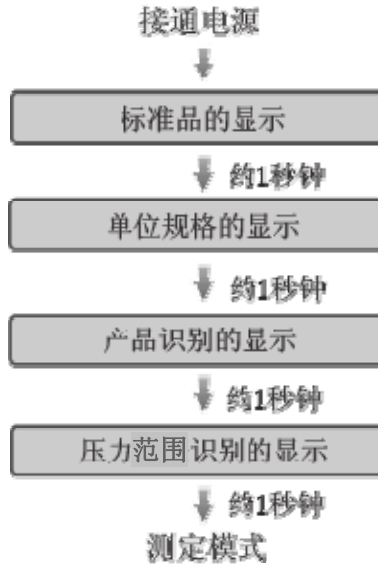 接通电源
标准品的显示
约1秒钟
单位规格的显示
约1秒钟
产品识别的显示
约1秒钟
压力范围识别的显示
约1秒钟
测定模式